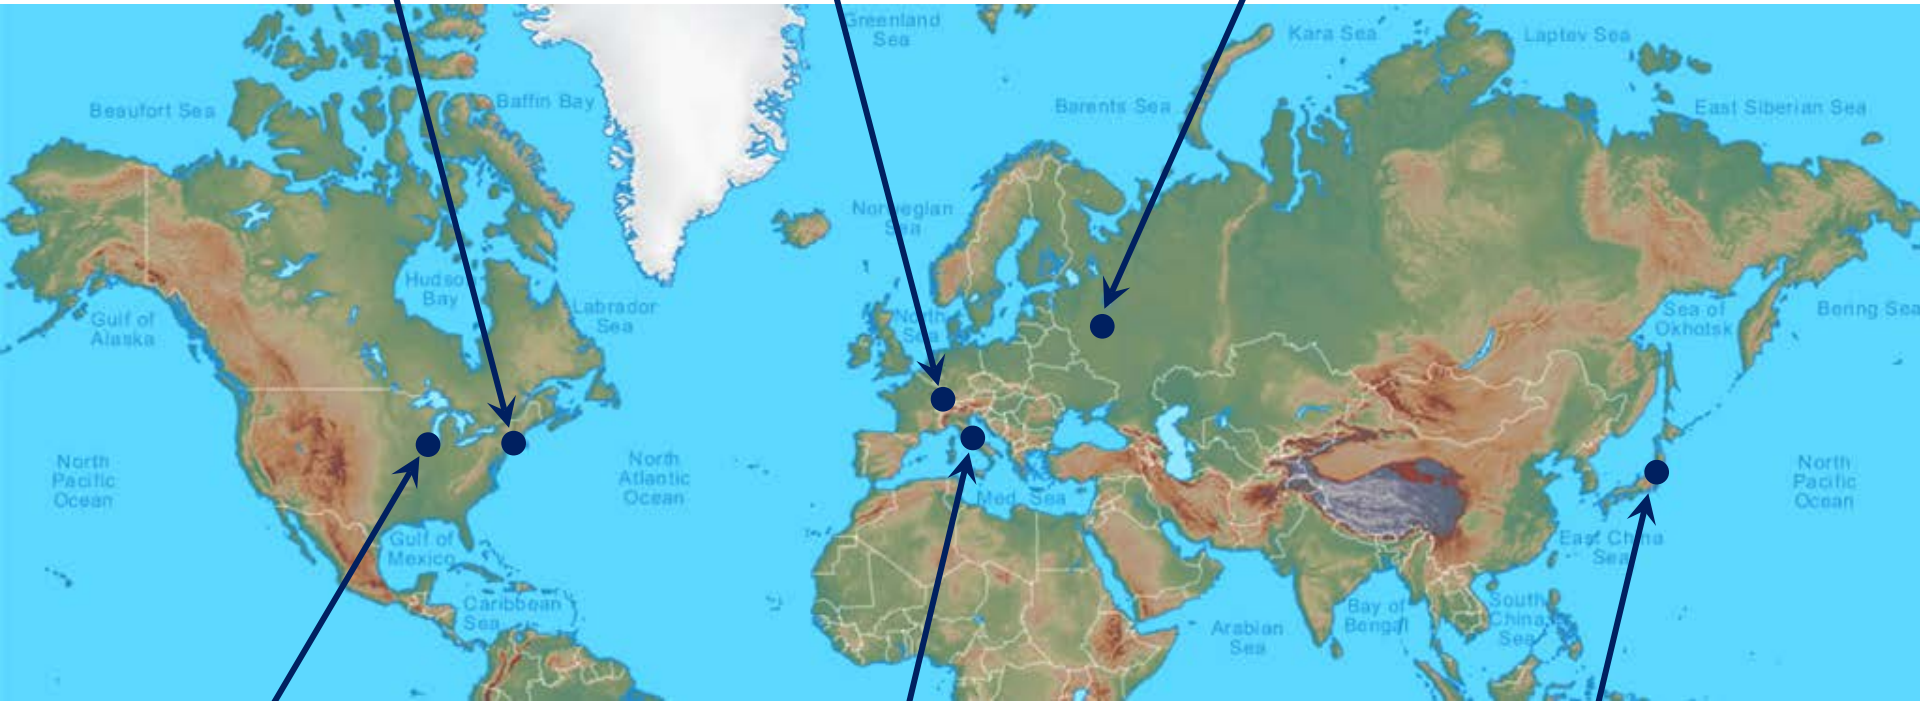 Greenland
Sea
Kara Sea
Laptev Sea
Beaufort Sea
Baffin Bay
Barents Sea
East Siberian Sea
Norwegian
Sea
Hudson
Bay
Labrador
Sea
Gulf of
Alaska
North
Sea
Sea of
Okhotsk
Bering Sea
North
Pacific
Ocean
North
Atlantic
Ocean
Med. Sea
North
Pacific
Ocean
Gulf of
Mexico
East China
Sea
Caribbean
Sea
Arabian
Sea
Bay of
Bengal
South
China
Sea